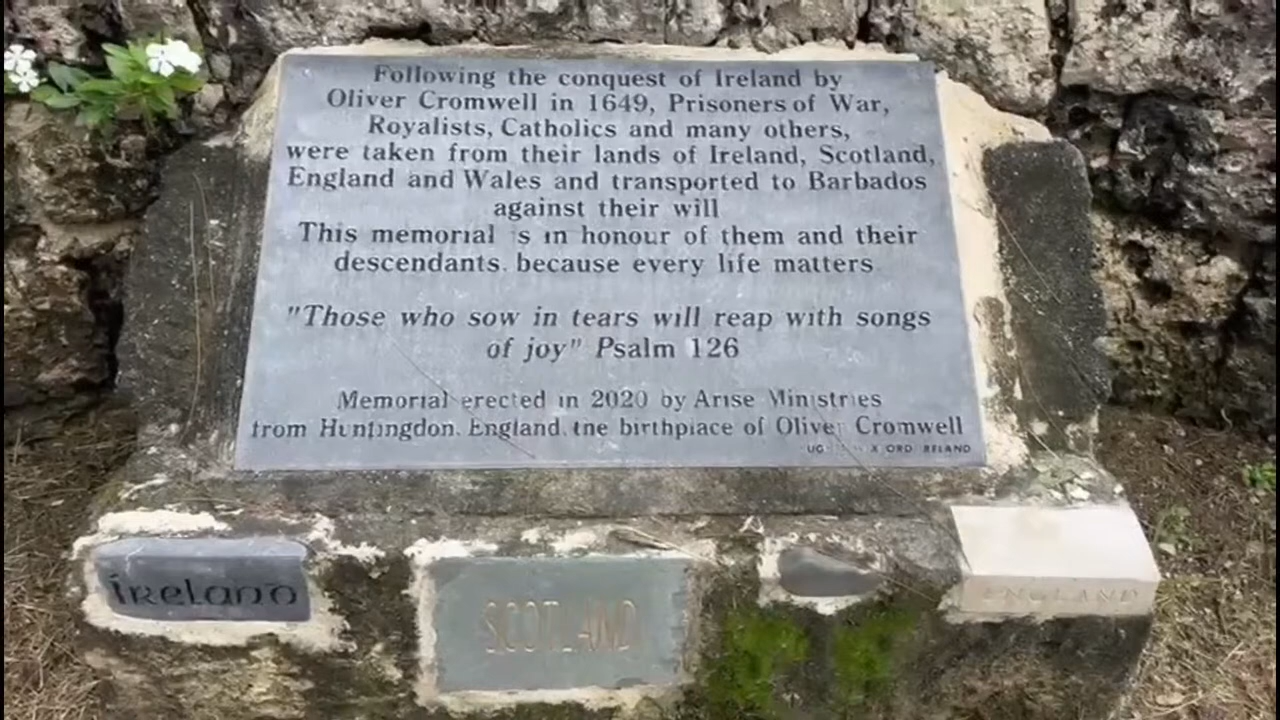 Following the conquest of Ireland by
Oliver Cromwell in 1649, Prisoners of War,
Royalists, Catholics and many others,
were taken from their lands of Ireland, Scotland,
England and Wales and transported to Barbados
against their will
This memorial is in honour of them and their
descendants. because every life matters
"Those who sow in tears will reap with songs
of joy" Psalm 126
Memorial erected in 2020 by Arise Ministries
from Huntingdon. England. the birthplace of Oliver Cromwell
IRELAND
Ireland
SCOTLAND
ENGLAND